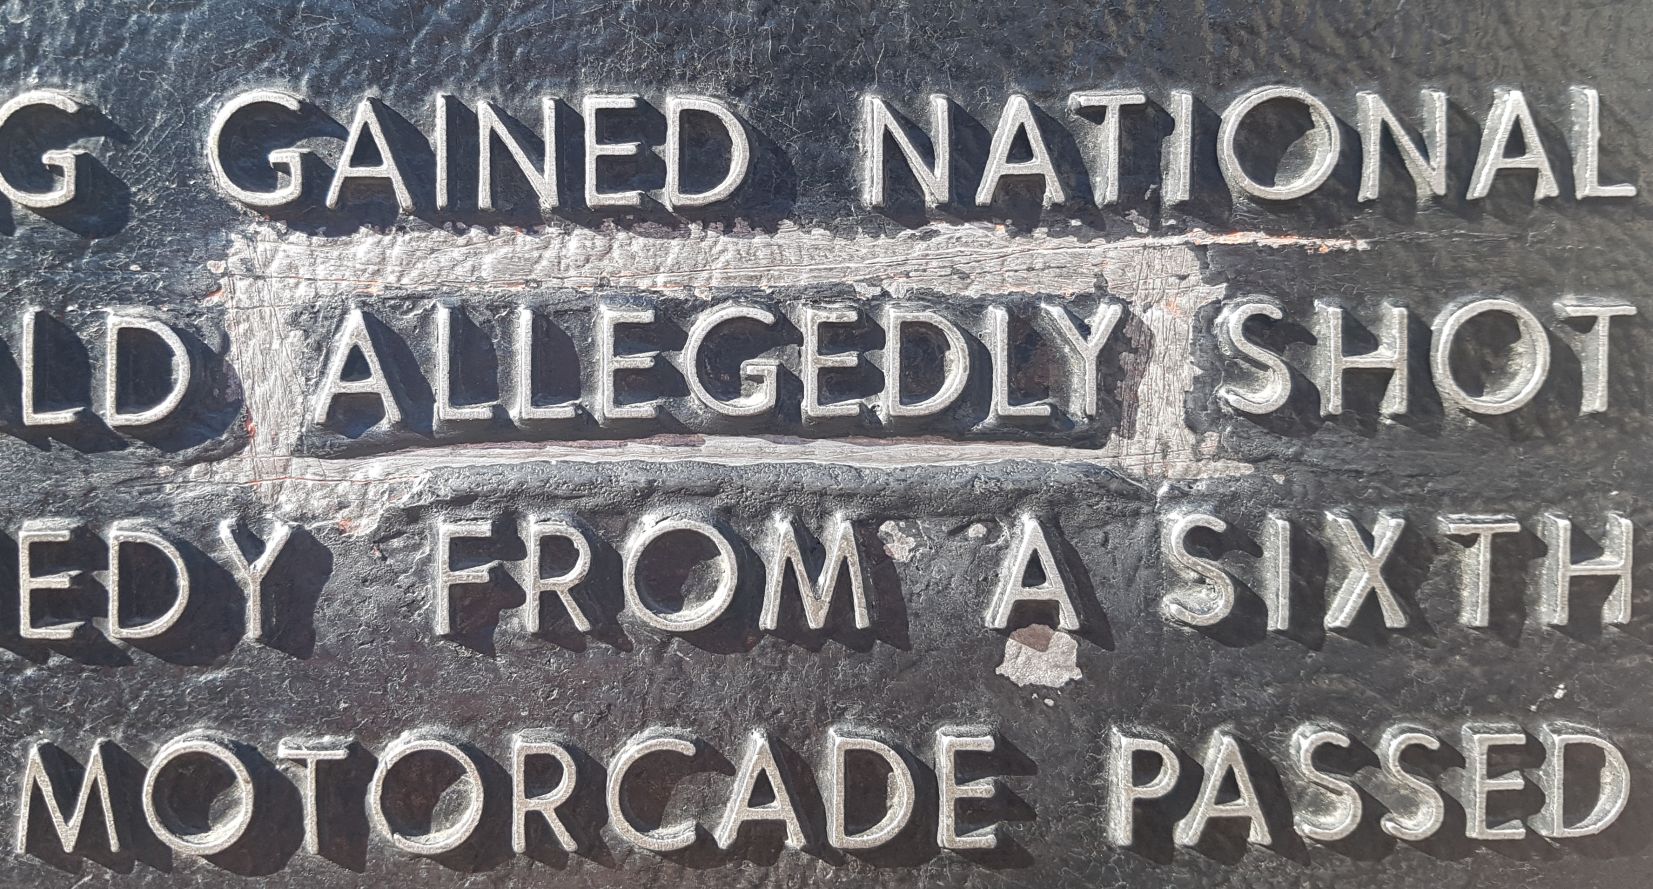 G GAINED NATIONAL
LD ALLEGEDLY SHOT
EDY FROM A SIXTH
MOTORCADE PASSED